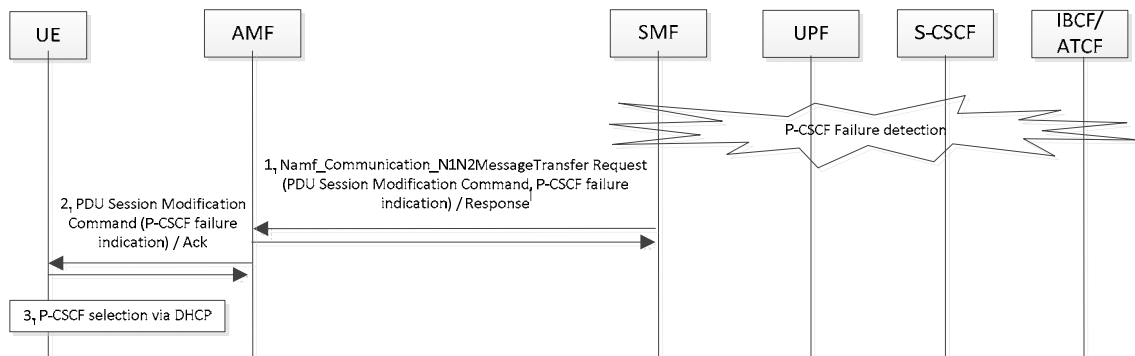 UE
AMF
SMF
UPF
S-CSCF
IBCF/
ATCF
P-CSCF Failure detection
1, Namf_Communication_N1N2MessageTransfer Request
(PDU Session Modification Command, P-CSCF failure
indication) / Response
2, PDU Session Modification
Command (P-CSCF failure
indication) / Ack
3, P-CSCF selection via DHCP